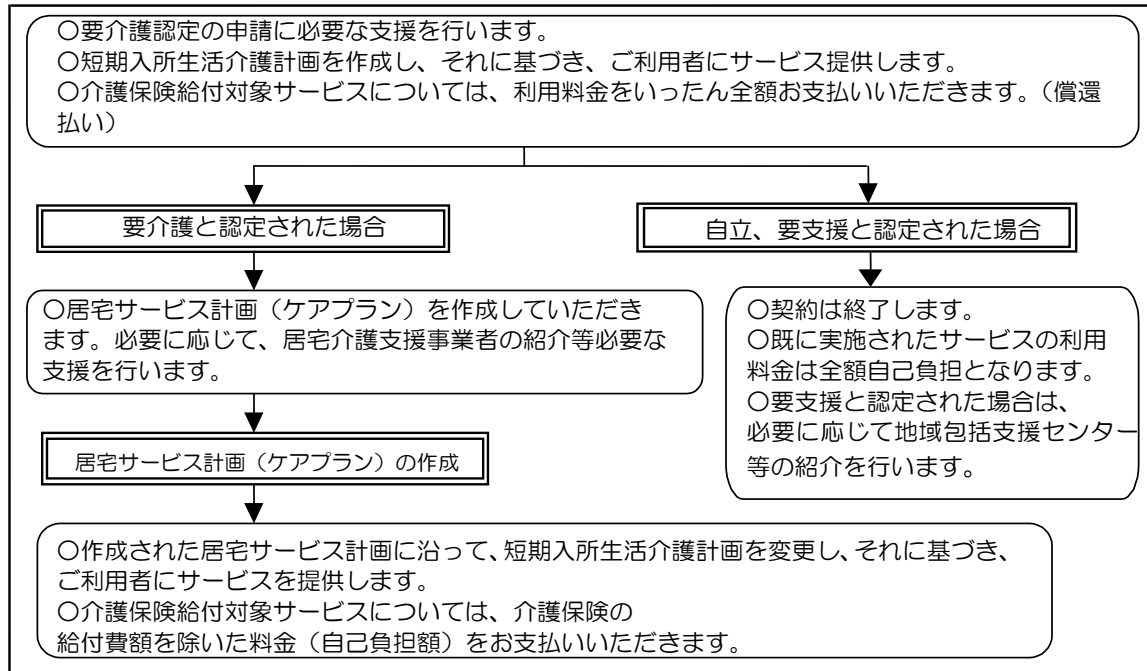 〇要介護認定の申請に必要な支援を行います。
〇短期入所生活介護計画を作成し、それに基づき、ご利用者にサービス提供します。
〇介護保険給付対象サービスについては、利用料金をいったん全額お支払いいただきます。（償還
払い）
要介護と認定された場合
自立、要支援と認定された場合
〇居宅サービス計画（ケアプラン）を作成していただき
ます。必要に応じて、居宅介護支援事業者の紹介等必要な
支援を行います。
〇契約は終了します。
〇既に実施されたサービスの利用
料金は全額自己負担となります。
〇要支援と認定された場合は、
必要に応じて地域包括支援センター
等の紹介を行います。
居宅サービス計画（ケアプラン）の作成
〇作成された居宅サービス計画に沿って、短期入所生活介護計画を変更し、それに基づき、
ご利用者にサービスを提供します。
〇介護保険給付対象サービスについては、介護保険の
給付費額を除いた料金（自己負担額）をお支払いいただきます。